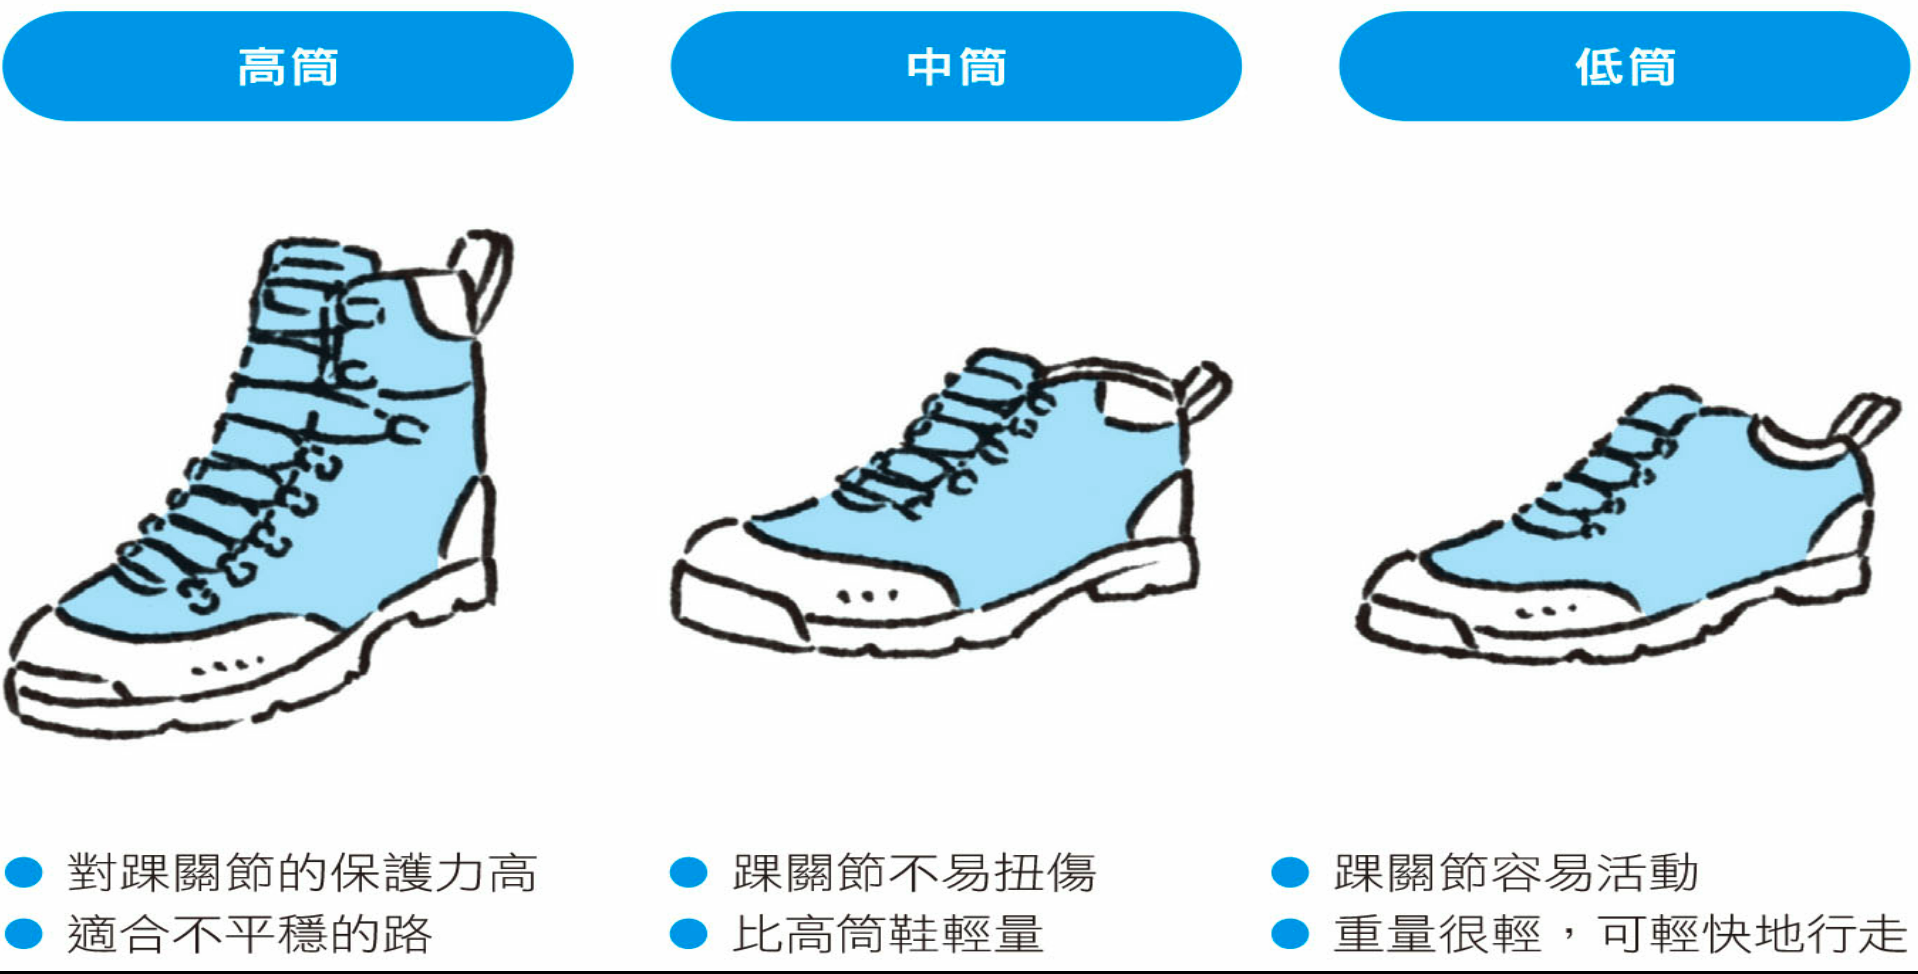 高筒
中筒
低筒
對踝關節的保護力高
適合不平穩的路
踝關節不易扭傷
比高筒鞋輕量
踝關節容易活動
重量很輕，可輕快地行走